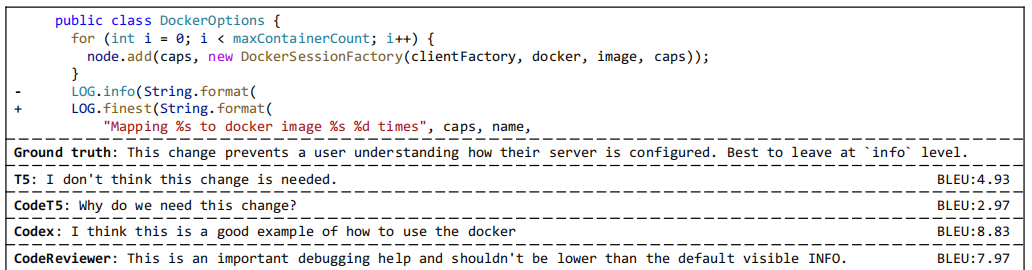 public class DockerOptions {
for (int i = 0; i < maxContainerCount; i++) {
node.add(caps, new DockerSessionFactory(clientFactory, docker, image, caps));
}
- LOG.info(String.format(
+ LOG.finest(String.format(
"Mapping %s to docker image %s %d times", caps, name,
Ground truth: This change prevents a user understanding how their server is configured. Best to leave at `info` level.
T5: I don't think this change is needed. BLEU:4.93
CodeT5: Why do we need this change? BLEU:2.97
Codex: I think this is a good example of how to use the docker BLEU:8.83
CodeReviewer: This is an important debugging help and shouldn't be lower than the default visible INFO. BLEU:7.97